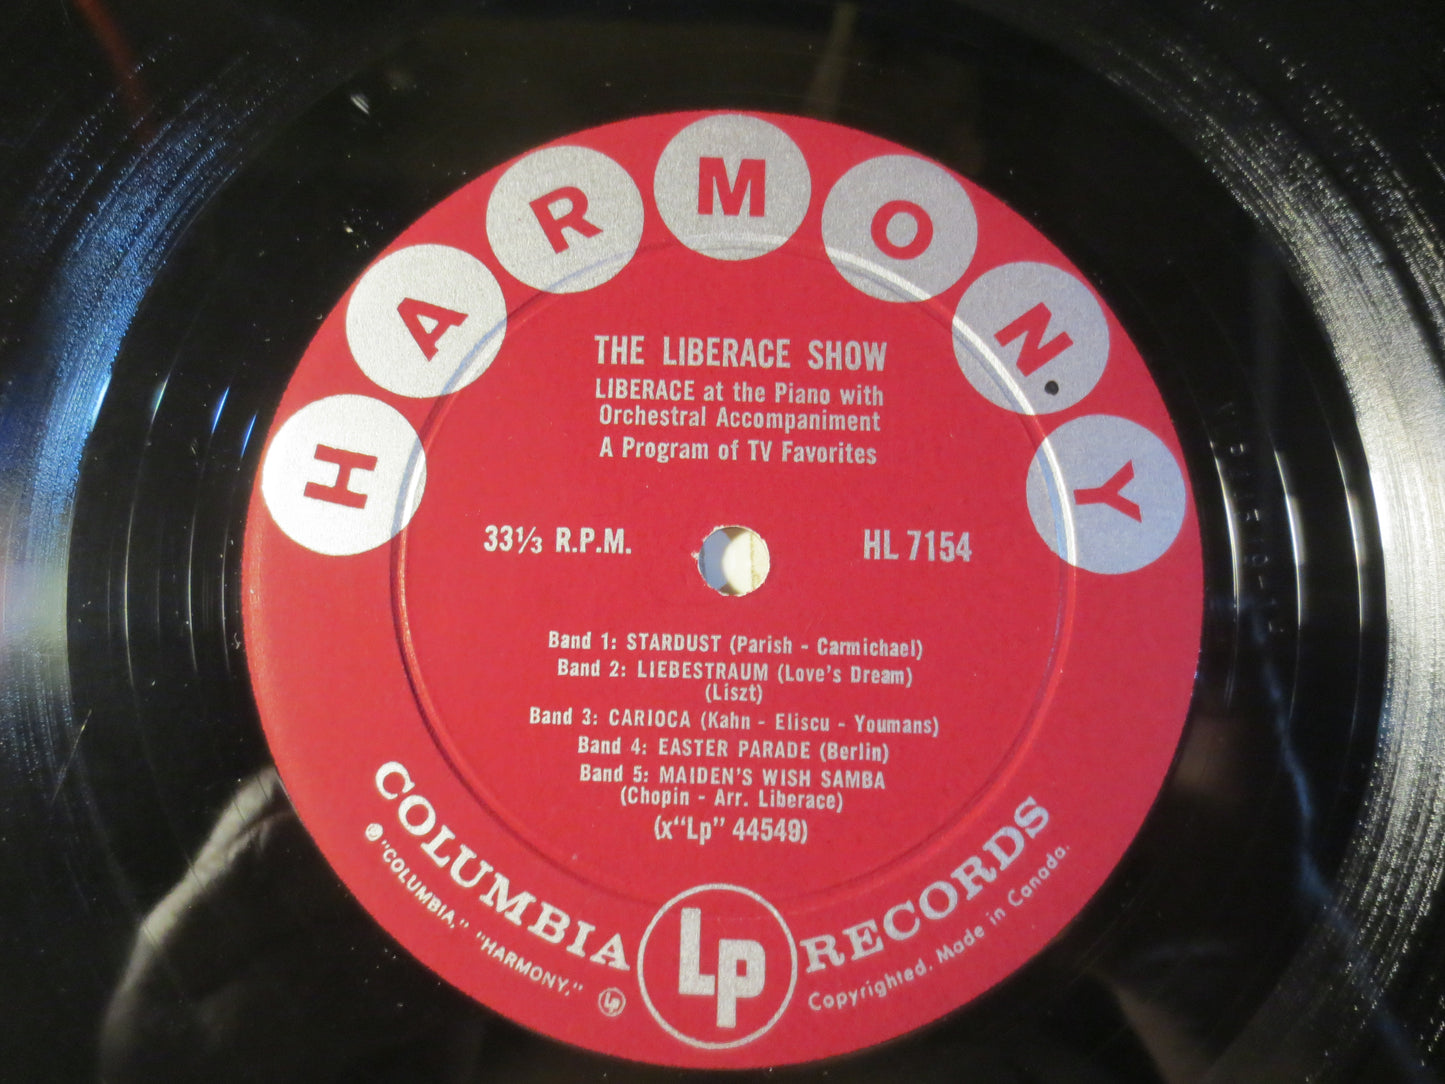 HARMONY
THE LIBERACE SHOW
LIBERACE at the Piano with
Orchestral Accompaniment
A Program of TV Favorites
33⅓ R.P.M.
HL 7154
Band 1: STARDUST (Parish - Carmichael)
Band 2: LIEBESTRAUM (Love's Dream)
(Liszt)
Band 3: CARIOCA (Kahn - Eliscu - Youmans)
Band 4: EASTER PARADE (Berlin)
Band 5: MAIDEN'S WISH SAMBA
(Chopin - Arr. Liberace)
(x"Lp" 44549)
COLUMBIA Lp RECORDS
"COLUMBIA," "HARMONY," Lp
Copyrighted. Made in Canada.